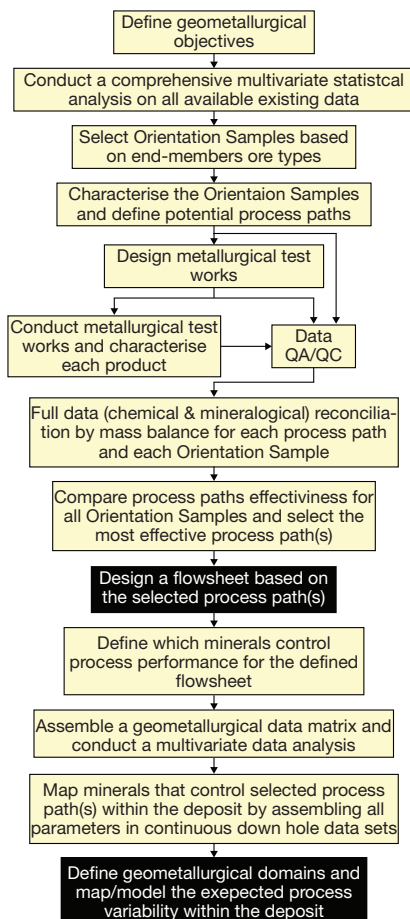 Define geometallurgical
objectives
Conduct a comprehensive multivariate statistcal
analysis on all available existing data
Select Orientation Samples based
on end-members ore types
Characterise the Orientaion Samples
and define potential process paths
Design metallurgical test
works
Conduct metallurgical test
works and characterise
each product
Data
QA/QC
Full data (chemical & mineralogical) reconcilia-
tion by mass balance for each process path
and each Orientation Sample
Compare process paths effectiviness for
all Orientation Samples and select the
most effective process path(s)
Design a flowsheet based on
the selected process path(s)
Define which minerals control
process performance for the defined
flowsheet
Assemble a geometallurgical data matrix and
conduct a multivariate data analysis
Map minerals that control selected process
path(s) within the deposit by assembling all
parameters in continuous down hole data sets
Define geometallurgical domains and
map/model the exepected process
variability within the deposit